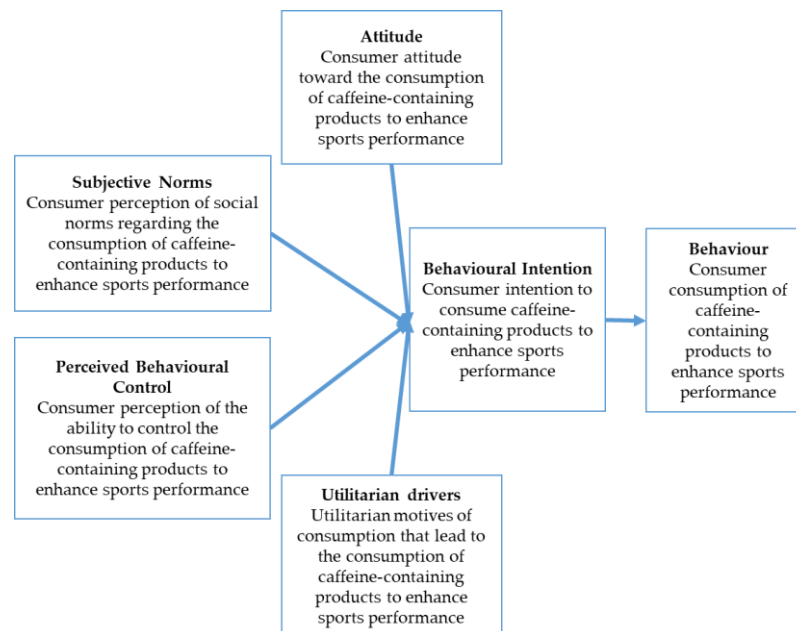 Attitude
Consumer attitude
toward the consumption
of caffeine-containing
products to enhance
sports performance
Subjective Norms
Consumer perception of social
norms regarding the
consumption of caffeine-
containing products to
enhance sports performance
Behavioural Intention
Consumer intention to
consume caffeine-
containing products to
enhance sports
performance
Behaviour
Consumer
consumption of
caffeine-
containing
products to
enhance sports
performance
Perceived Behavioural
Control
Consumer perception of the
ability to control the
consumption of caffeine-
containing products to
enhance sports performance
Utilitarian drivers
Utilitarian motives of
consumption that lead to
the consumption of
caffeine-containing
products to enhance
sports performance